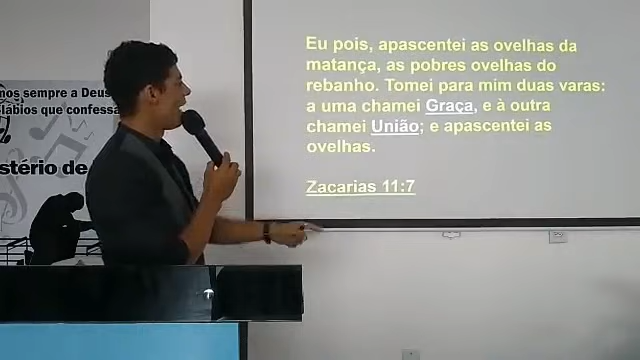 Eu pois, apascentei as ovelhas da
matança, as pobres ovelhas do
rebanho. Tomei para mim duas varas:
a uma chamei Graça, e à outra
chamei União; e apascentei as
ovelhas.
Zacarias 11:7
mos sempre a Deus
lábios que confessa
stério de